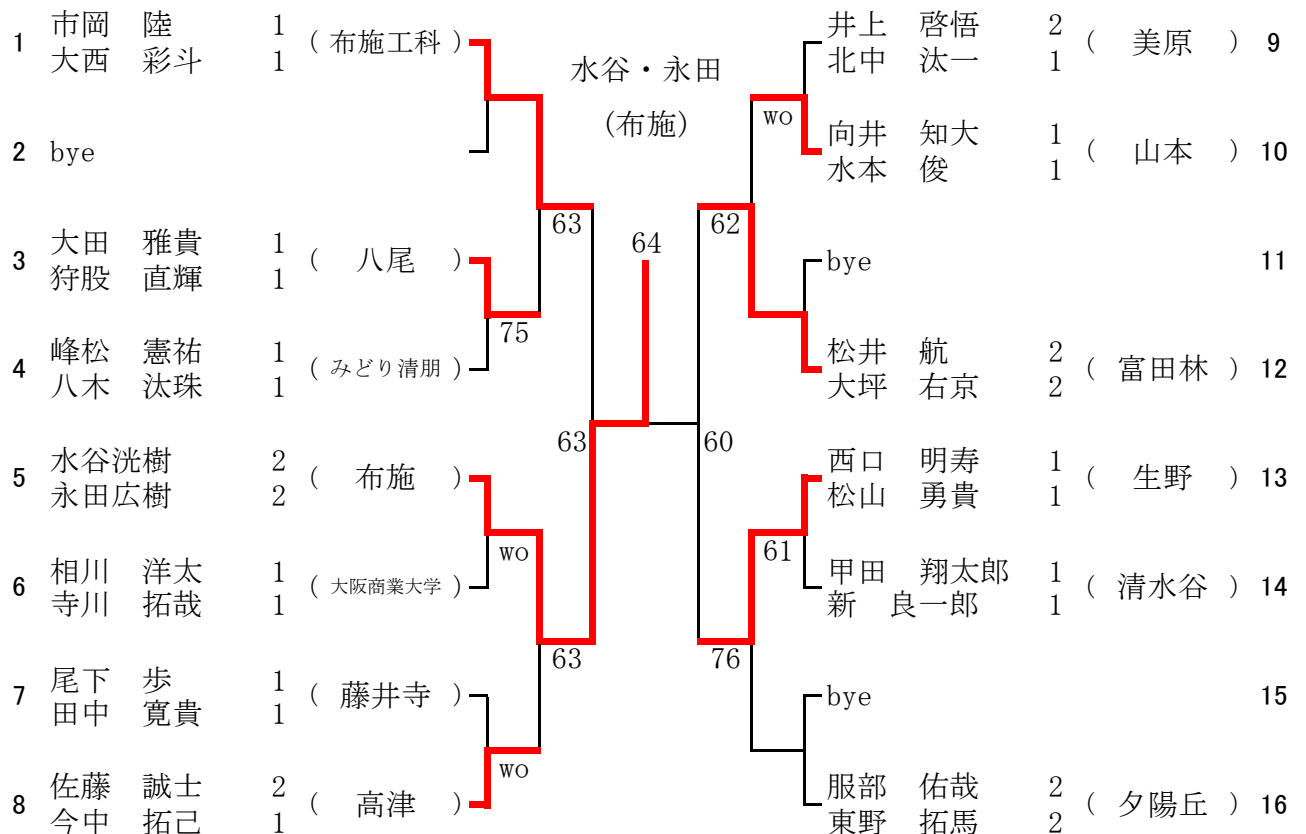 1 市岡 陸 1 ( 布施工科 )
大西 彩斗 1
2 bye
3 大田 雅貴 1 ( 八尾 )
狩股 直輝 1
4 峰松 憲祐 1 ( みどり清朋 )
八木 汰珠 1
5 水谷洸樹 2 ( 布施 )
永田広樹 2
6 相川 洋太 1 ( 大阪商業大学 )
寺川 拓哉 1
7 尾下 歩 1 ( 藤井寺 )
田中 寛貴 1
8 佐藤 誠士 2 ( 高津 )
今中 拓己 1
63
75
63
wo
63
wo
水谷・永田
(布施)
64
wo
62
60
61
76
井上 啓悟 2 ( 美原 ) 9
北中 汰一 1
向井 知大 1 ( 山本 ) 10
水本 俊 1
bye 11
松井 航 2 ( 富田林 ) 12
大坪 右京 2
西口 明寿 1 ( 生野 ) 13
松山 勇貴 1
甲田 翔太郎 1 ( 清水谷 ) 14
新 良一郎 1
bye 15
服部 佑哉 2 ( 夕陽丘 ) 16
東野 拓馬 2